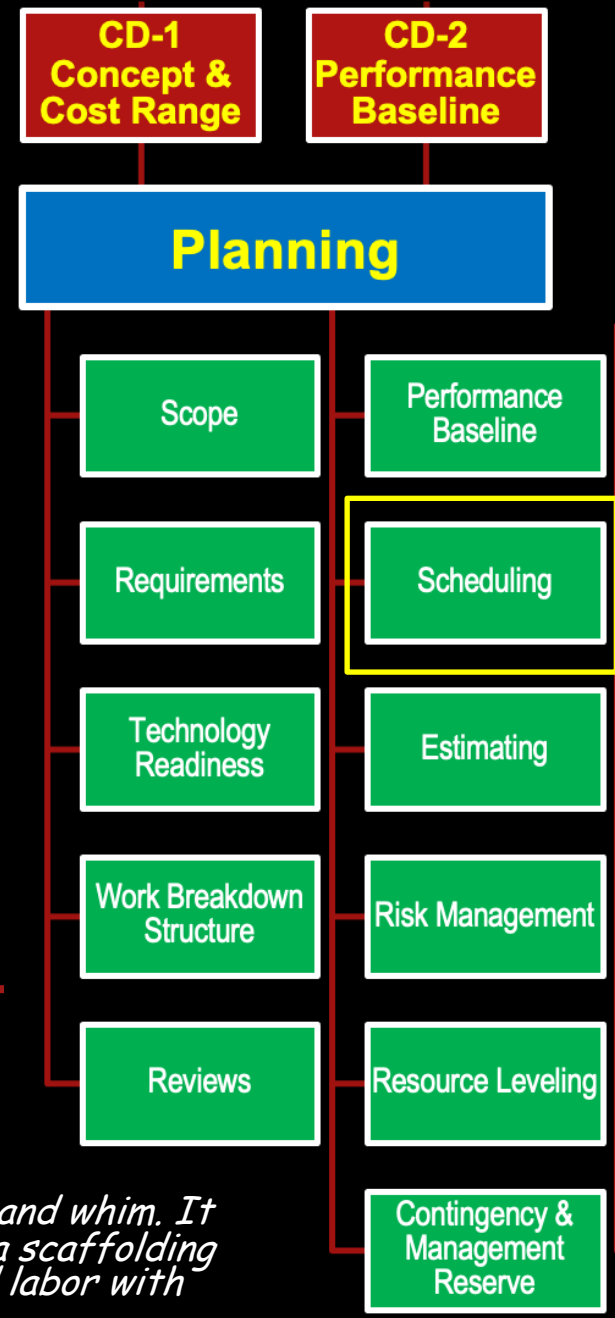 CD-1
Concept &
Cost Range
CD-2
Performance
Baseline
Planning
Scope
Performance
Baseline
Requirements
Scheduling
Technology
Readiness
Estimating
Work Breakdown
Structure
Risk Management
Reviews
Resource Leveling
and whim. It
a scaffolding
labor with
Contingency &
Management
Reserve